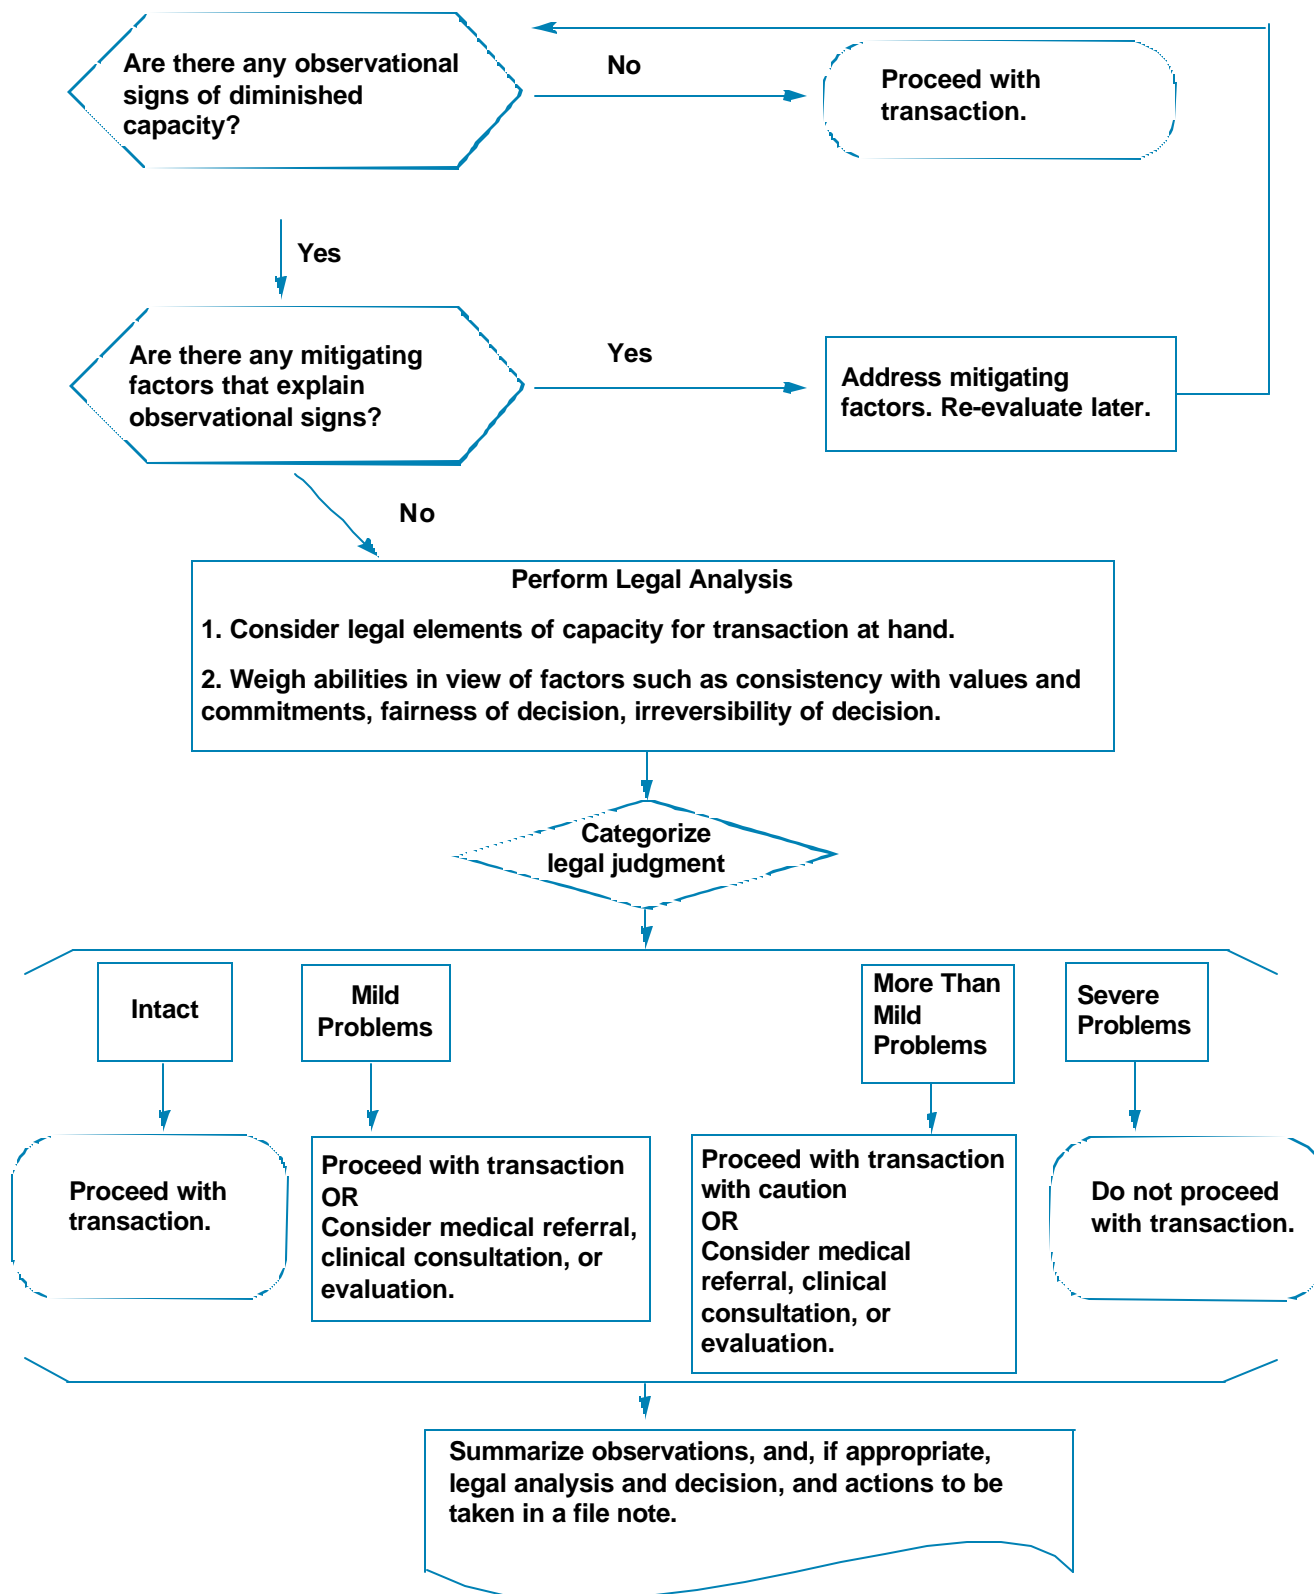 Are there any observational
signs of diminished
capacity?
No
Proceed with
transaction.
Yes
Are there any mitigating
factors that explain
observational signs?
Yes
Address mitigating
factors. Re-evaluate later.
No
Perform Legal Analysis
1. Consider legal elements of capacity for transaction at hand.
2. Weigh abilities in view of factors such as consistency with values and
commitments, fairness of decision, irreversibility of decision.
Categorize
legal judgment
Intact
Mild
Problems
More Than
Mild
Problems
Severe
Problems
Proceed with
transaction.
Proceed with transaction
OR
Consider medical referral,
clinical consultation, or
evaluation.
Proceed with transaction
with caution
OR
Consider medical
referral, clinical
consultation, or
evaluation.
Do not proceed
with transaction.
Summarize observations, and, if appropriate,
legal analysis and decision, and actions to be
taken in a file note.